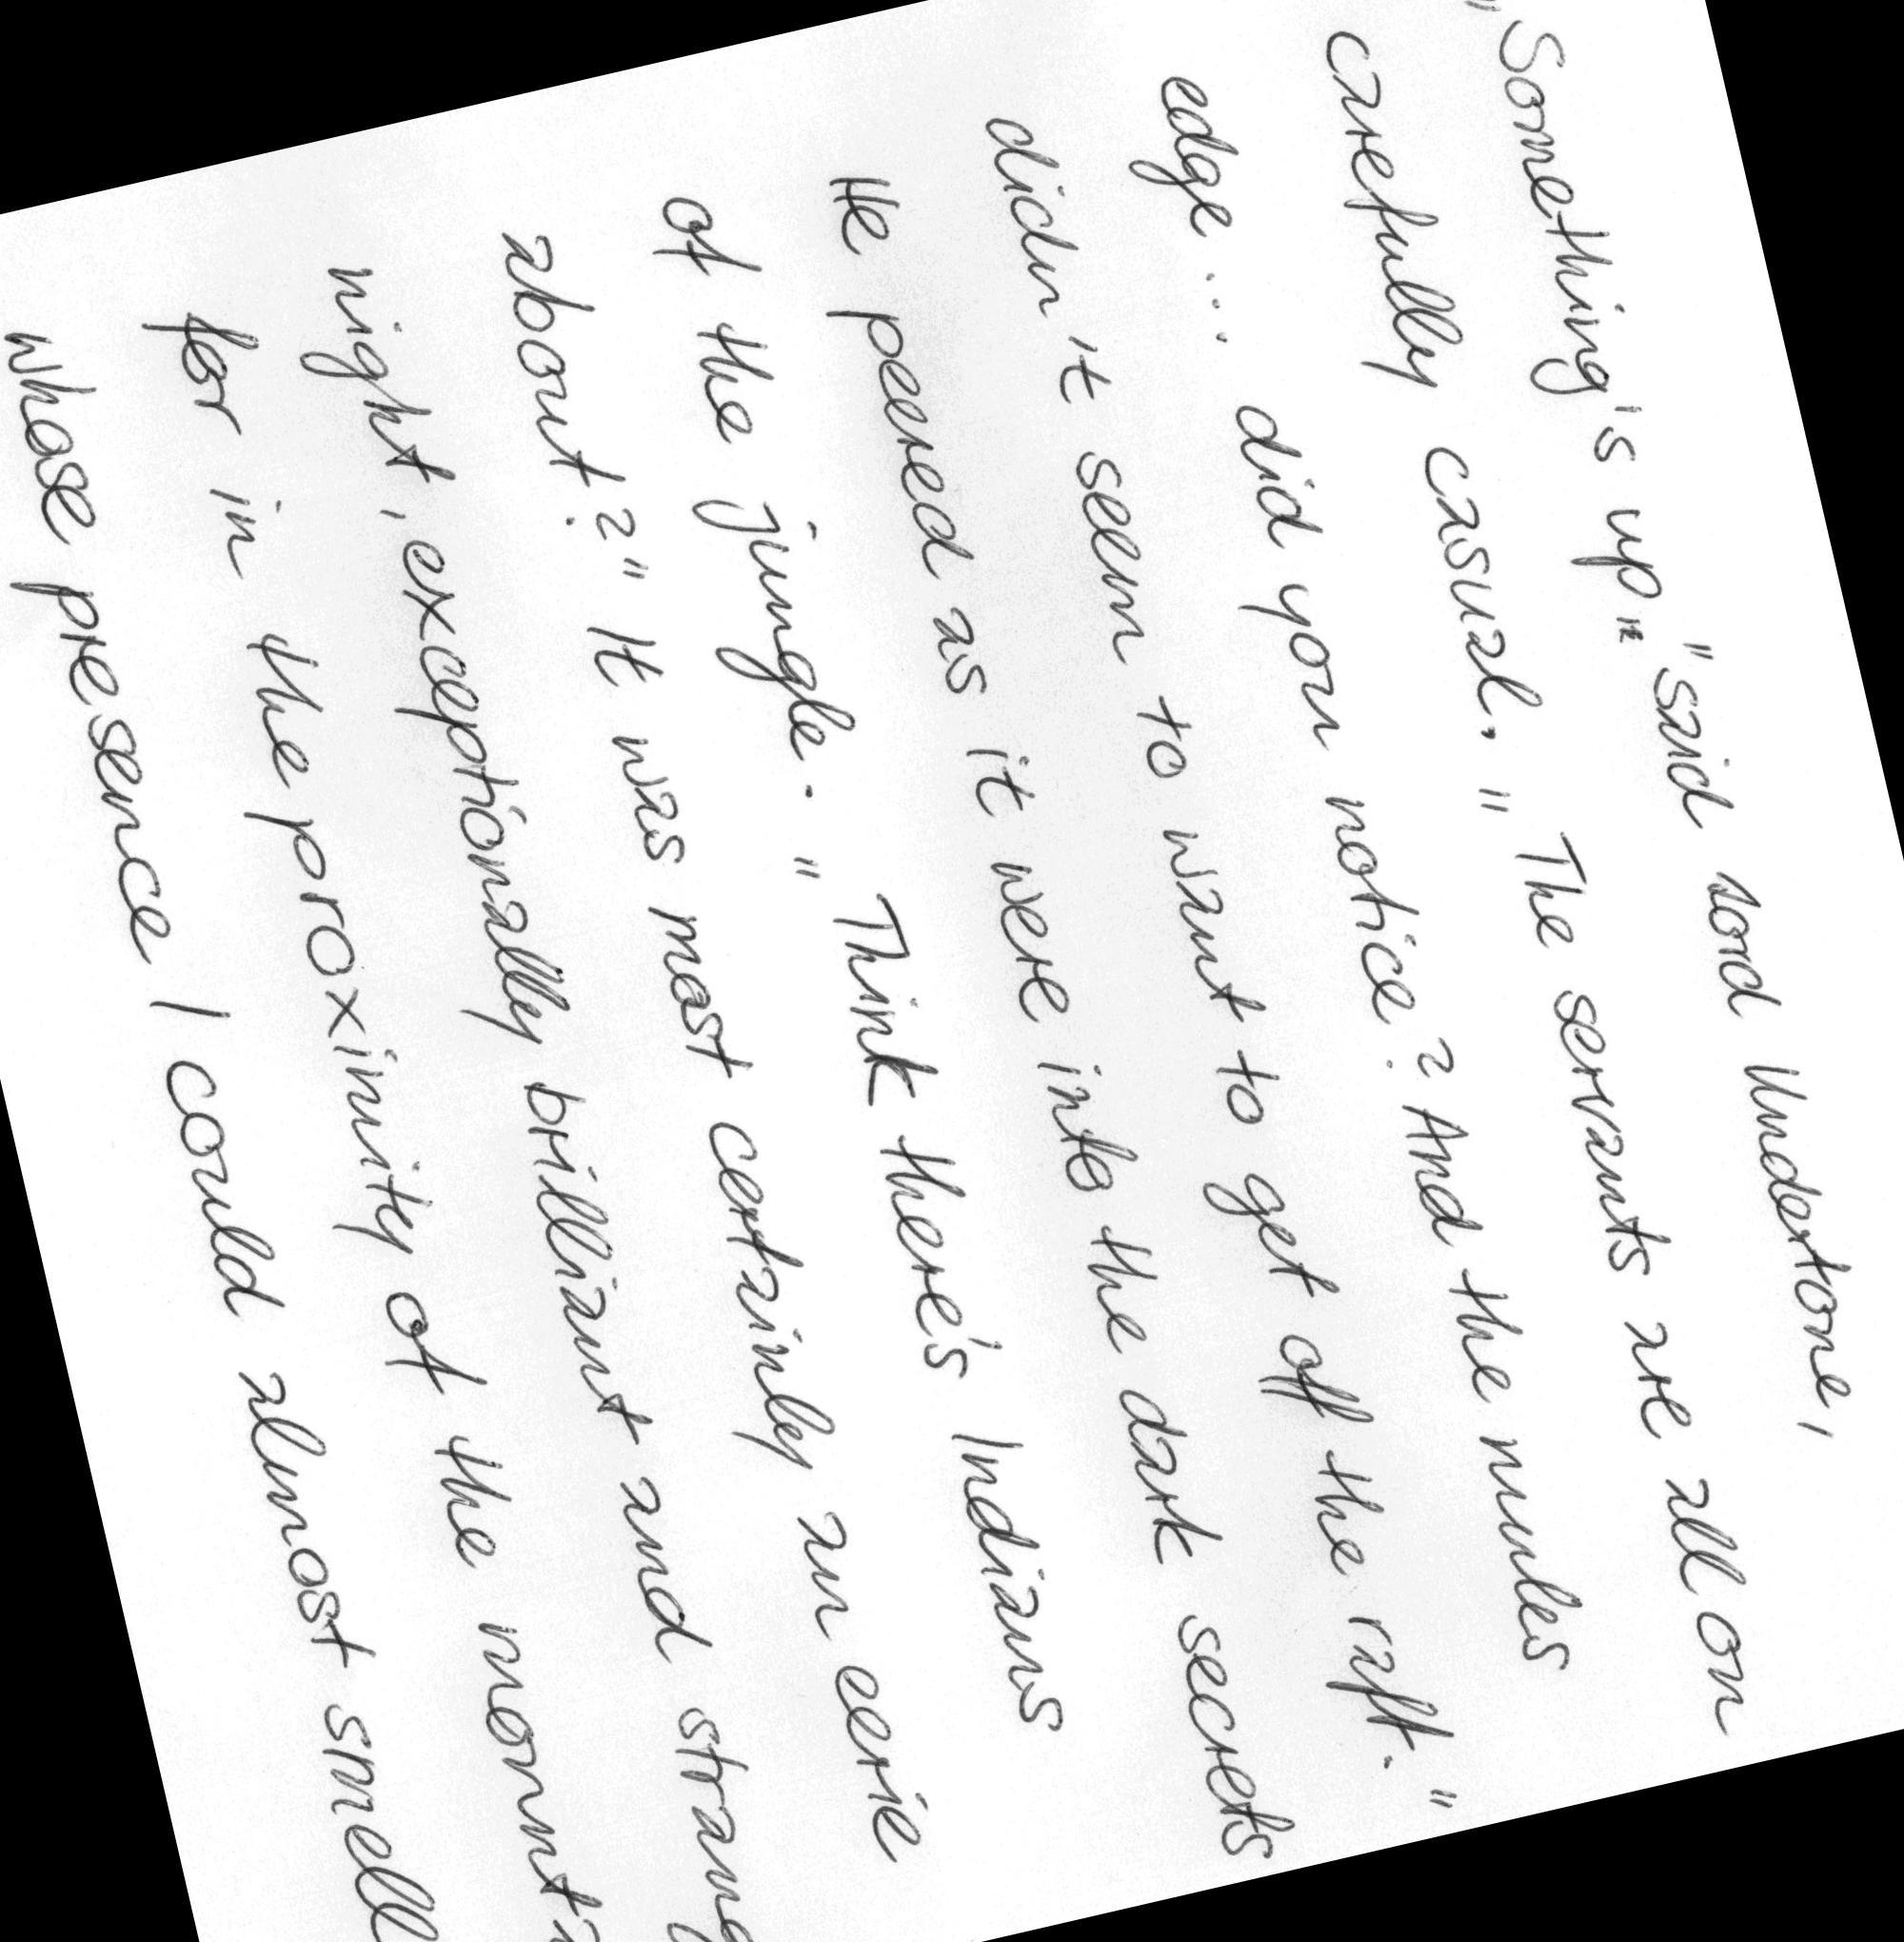 "Something's up" "said Lord Undertone,
carefully casual. "The servants are all on
edge ... did you notice? And the mules
didn't seem to want to get off the raft."
He peered as it were into the dark secrets
of the jungle. "Think there's Indians
about?" It was most certainly an eerie
night, exceptionally brilliant and
for in the proximity of the
whose presence I could almost smell